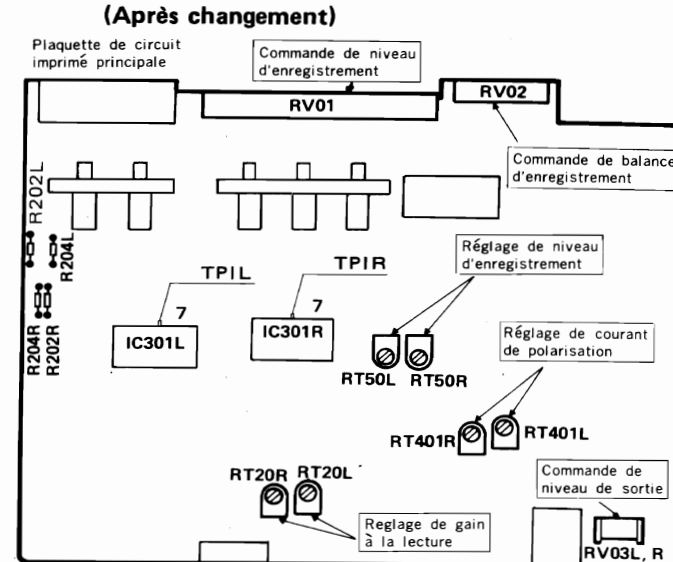 (Après changement)
Plaquette de circuit
imprimé principale
Commande de niveau
d'enregistrement
RV01
RV02
Commande de balance
d'enregistrement
R202L
R204L
TPIL
TPIR
Réglage de niveau
d'enregistrement
7
7
IC301L
IC301R
R204R
R202R
Réglage de courant
de polarisation
RT50L
RT50R
RT401R
RT401L
RT20R
RT20L
Commande de
niveau de sortie
Reglage de gain
à la lecture
RV03L, R